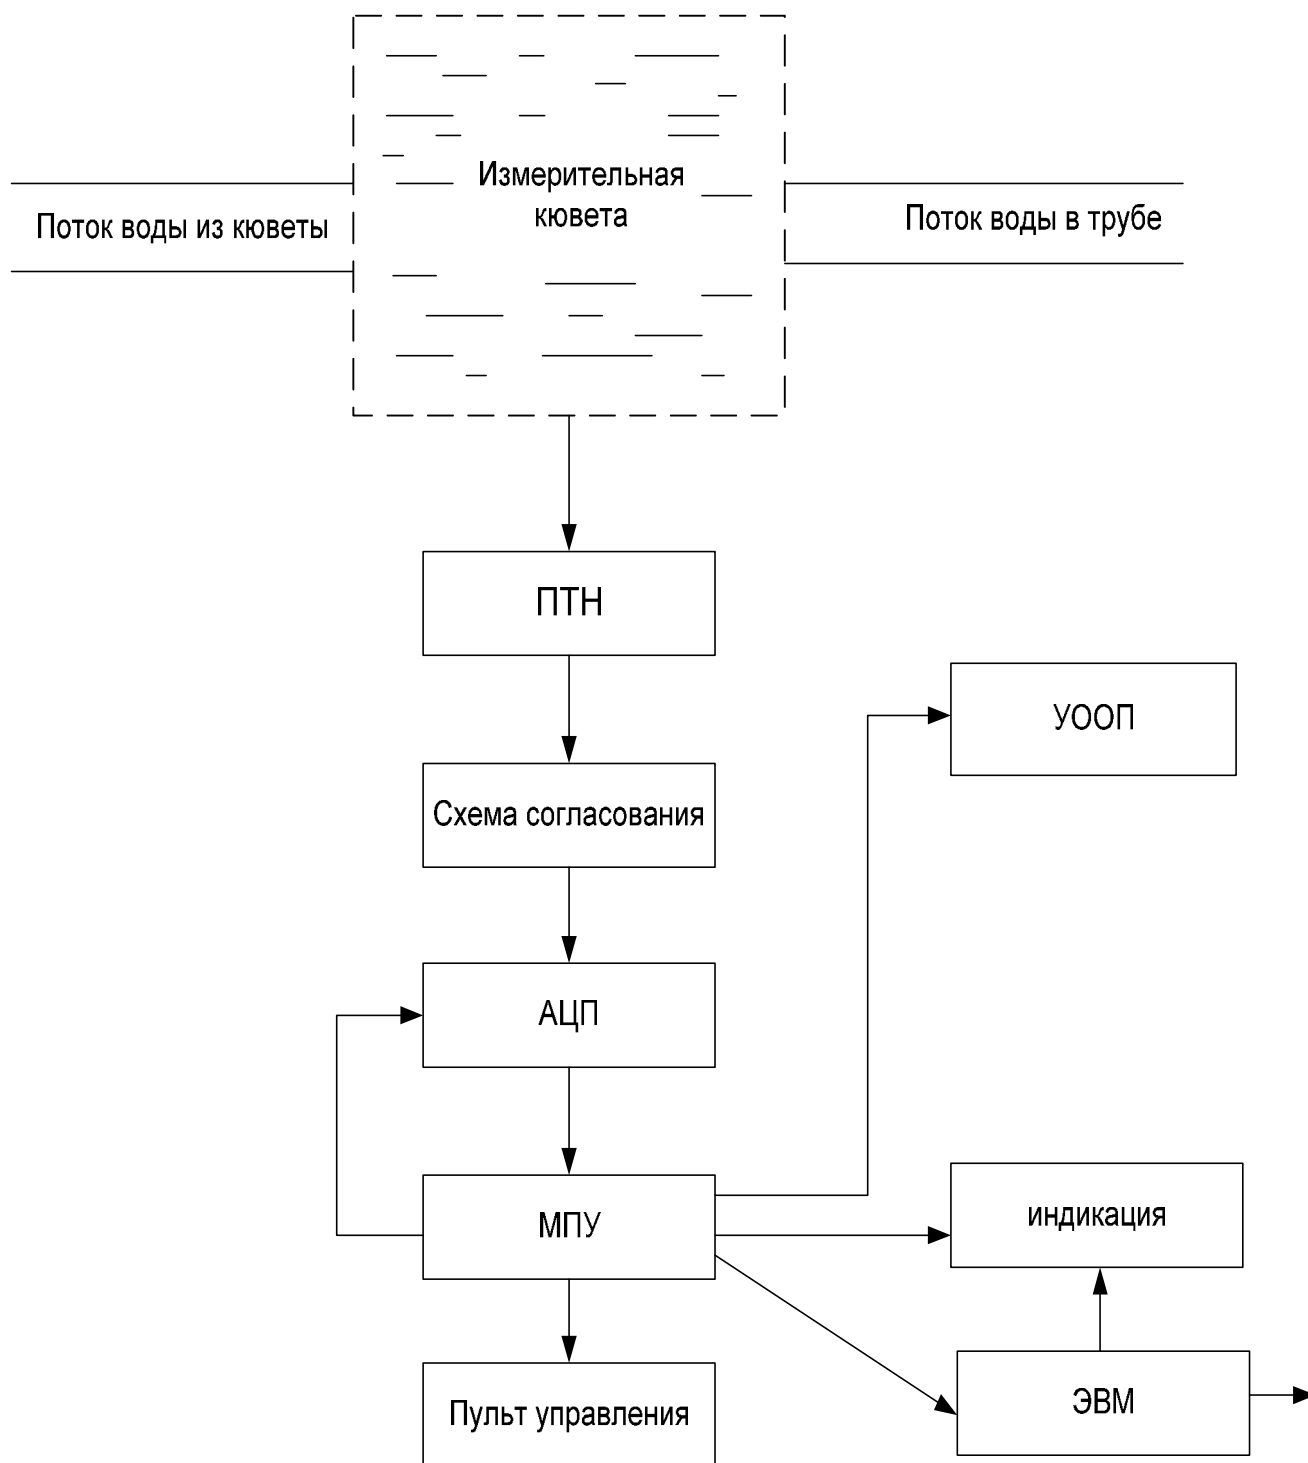 Измерительная
кювета
Поток воды из кюветы
Поток воды в трубе
ПТН
УООП
Схема согласования
АЦП
МПУ
индикация
ЭВМ
Пульт управления